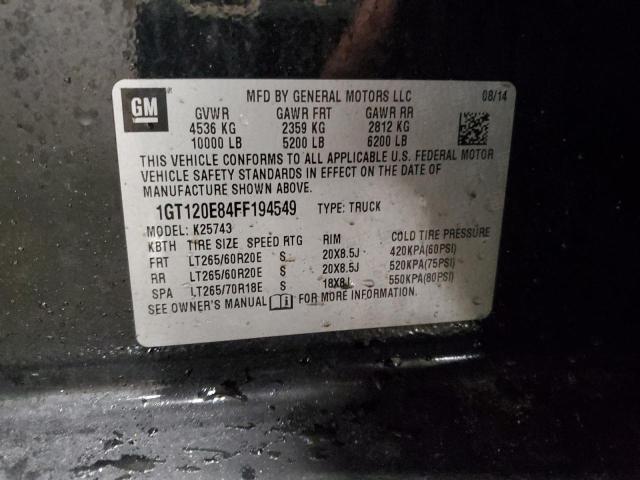 GM
MFD BY GENERAL MOTORS LLC 08/14
GVWR GAWR FRT GAWR RR
4536 KG 2359 KG 2812 KG
10000 LB 5200 LB 6200 LB
THIS VEHICLE CONFORMS TO ALL APPLICABLE U.S. FEDERAL MOTOR
VEHICLE SAFETY STANDARDS IN EFFECT ON THE DATE OF
MANUFACTURE SHOWN ABOVE.
1GT120E84FF194549 TYPE: TRUCK
MODEL: K25743
KBTH TIRE SIZE SPEED RTG RIM COLD TIRE PRESSURE
FRT LT265/60R20E S 20X8.5J 420KPA(60PSI)
RR LT265/60R20E S 20X8.5J 520KPA(75PSI)
SPA LT265/70R18E S 18X8J 550KPA(80PSI)
SEE OWNER'S MANUAL FOR MORE INFORMATION.